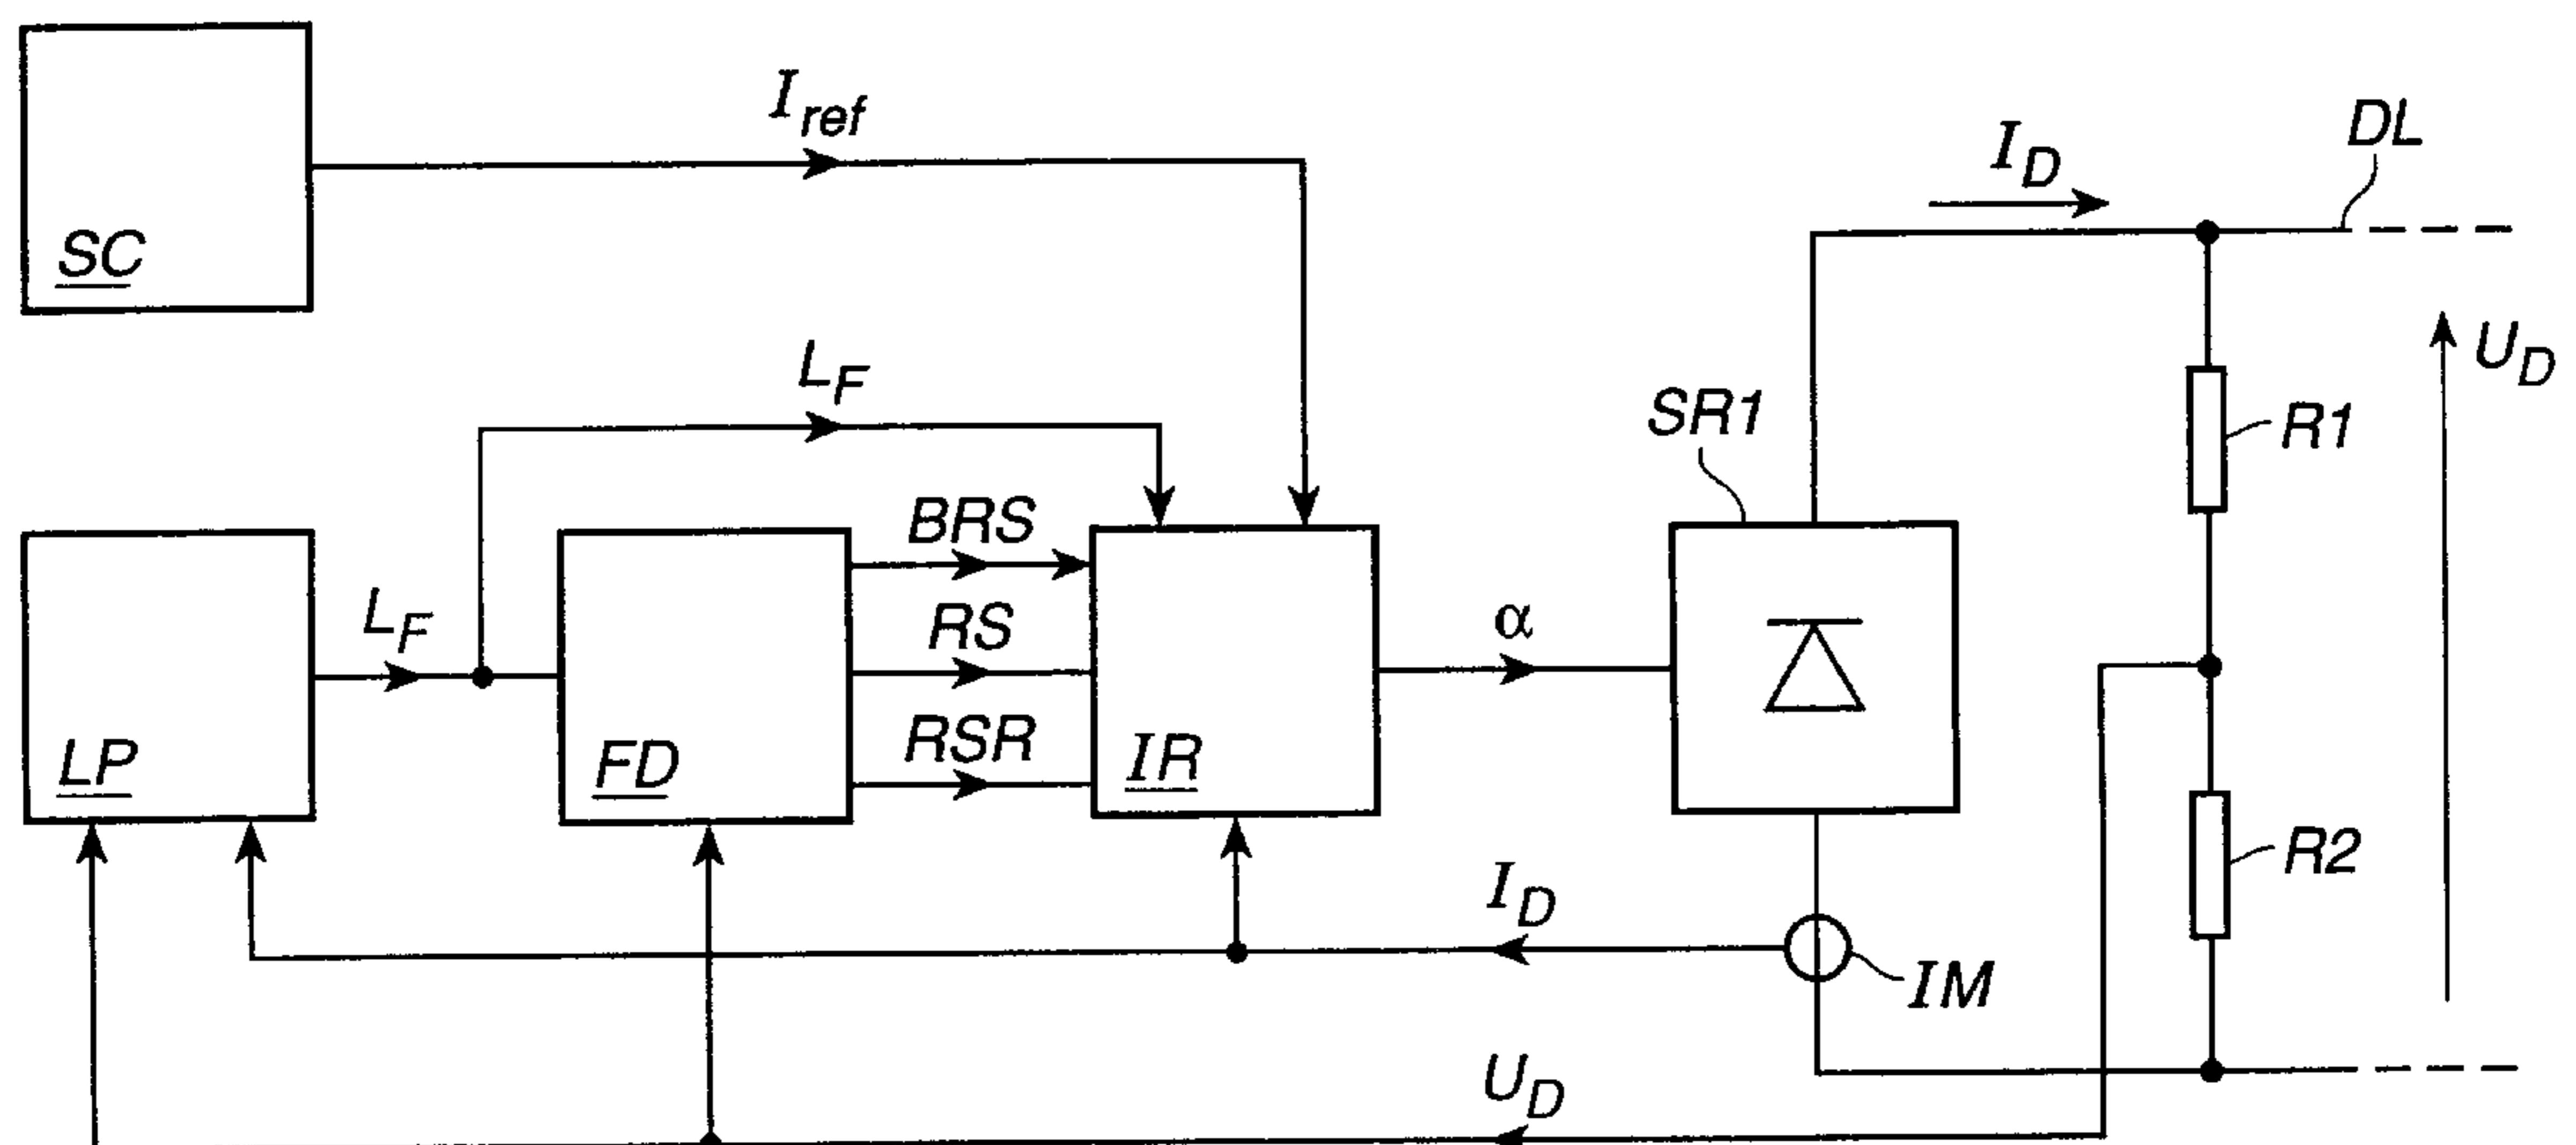 I_ref
SC
I_D
DL
U_D
L_F
SR1
R1
BRS
L_F
RS
α
RSR
LP
FD
IR
R2
I_D
IM
U_D